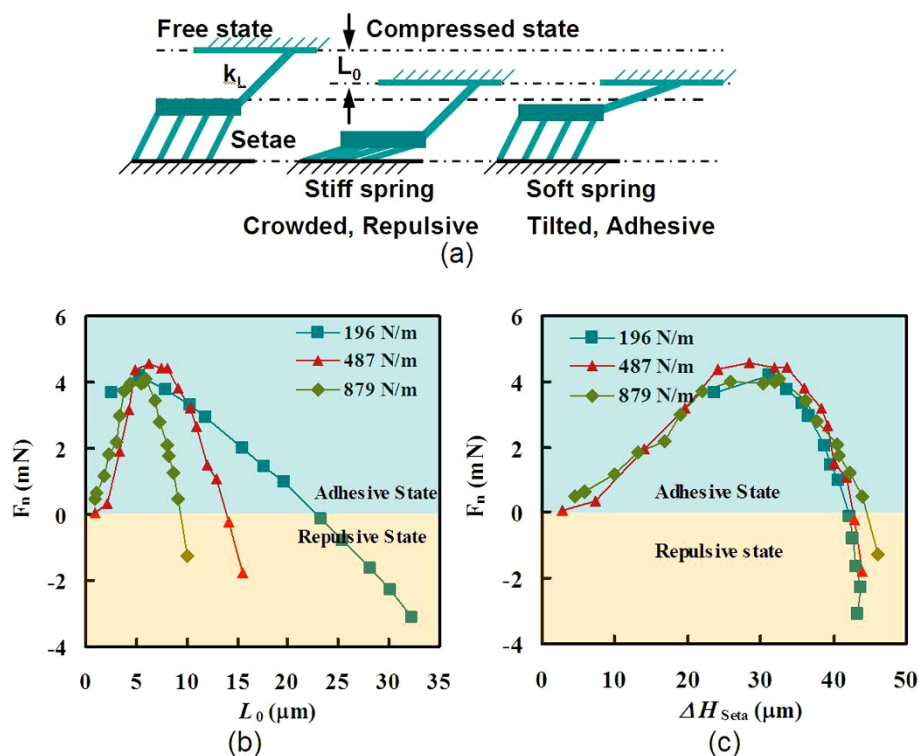 Free state
Compressed state
k_L
L₀
Setae
Stiff spring
Soft spring
Crowded, Repulsive
Tilted, Adhesive
(a)
6
4
2
0
-2
-4
F_n (mN)
196 N/m
487 N/m
879 N/m
Adhesive State
Repulsive State
0 5 10 15 20 25 30 35
L₀ (μm)
(b)
6
4
2
0
-2
-4
F_n (mN)
196 N/m
487 N/m
879 N/m
Adhesive State
Repulsive state
0 10 20 30 40 50
ΔH_Seta (μm)
(c)